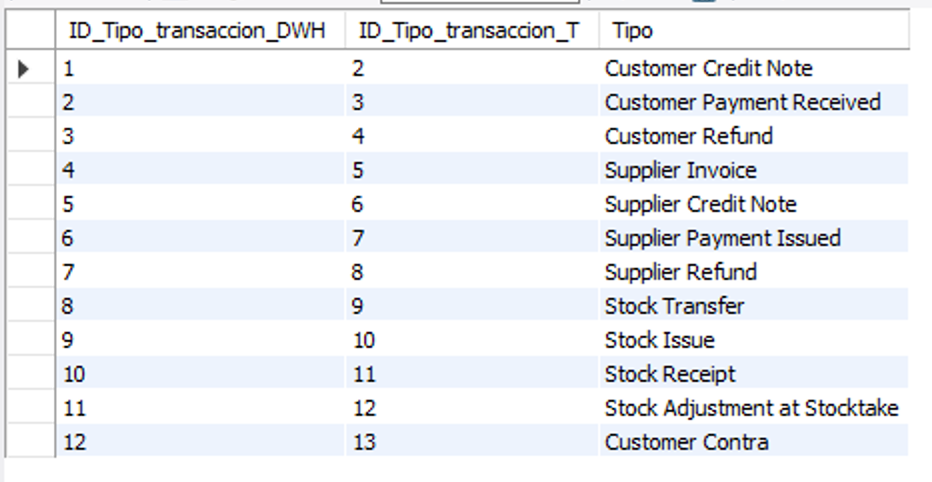 ID_Tipo_transaccion_DWH ID_Tipo_transaccion_T Tipo
1 2 Customer Credit Note
2 3 Customer Payment Received
3 4 Customer Refund
4 5 Supplier Invoice
5 6 Supplier Credit Note
6 7 Supplier Payment Issued
7 8 Supplier Refund
8 9 Stock Transfer
9 10 Stock Issue
10 11 Stock Receipt
11 12 Stock Adjustment at Stocktake
12 13 Customer Contra